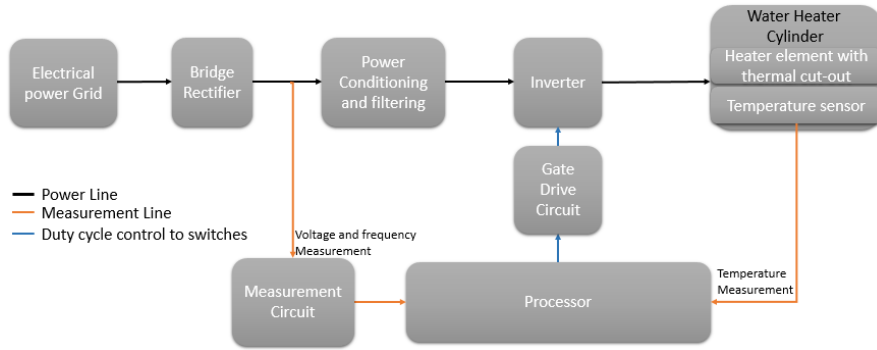 Electrical
power Grid
Bridge
Rectifier
Power
Conditioning
and filtering
Inverter
Water Heater
Cylinder
Heater element with
thermal cut-out
Temperature sensor
Gate
Drive
Circuit
Power Line
Measurement Line
Duty cycle control to switches
Voltage and frequency
Measurement
Measurement
Circuit
Processor
Temperature
Measurement